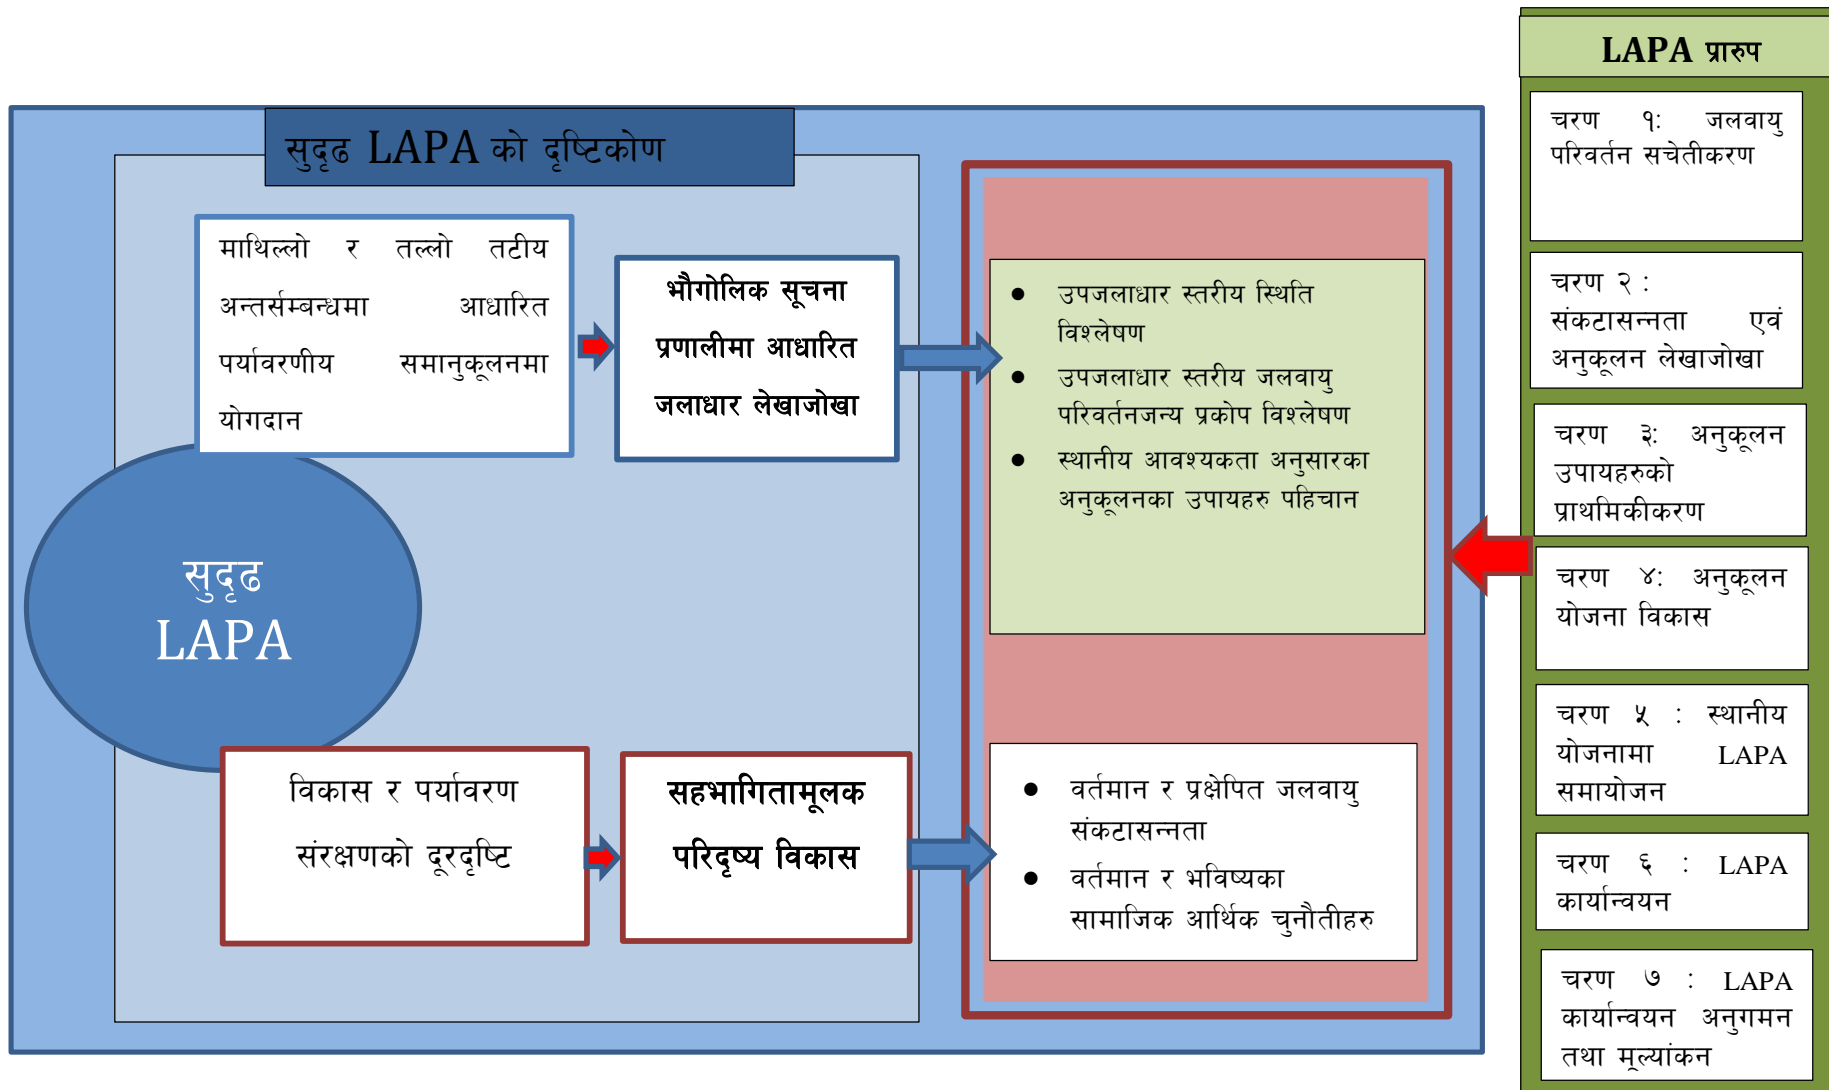 सुदृढ LAPA को दृष्टिकोण
माथिल्लो र तल्लो तटीय
अन्तर्सम्बन्धमा आधारित
पर्यावरणीय समानुकूलनमा
योगदान
भौगोलिक सूचना
प्रणालीमा आधारित
जलाधार लेखाजोखा
● उपजलाधार स्तरीय स्थिति
विश्लेषण
● उपजलाधार स्तरीय जलवायु
परिवर्तनजन्य प्रकोप विश्लेषण
● स्थानीय आवश्यकता अनुसारका
अनुकूलनका उपायहरु पहिचान
सुदृढ
LAPA
विकास र पर्यावरण
संरक्षणको दूरदृष्टि
सहभागितामूलक
परिदृष्य विकास
● वर्तमान र प्रक्षेपित जलवायु
संकटासन्नता
● वर्तमान र भविष्यका
सामाजिक आर्थिक चुनौतीहरु
LAPA प्रारुप
चरण १: जलवायु
परिवर्तन सचेतीकरण
चरण २ :
संकटासन्नता एवं
अनुकूलन लेखाजोखा
चरण ३: अनुकूलन
उपायहरुको
प्राथमिकीकरण
चरण ४: अनुकूलन
योजना विकास
चरण ५ : स्थानीय
योजनामा LAPA
समायोजन
चरण ६ : LAPA
कार्यान्वयन
चरण ७ : LAPA
कार्यान्वयन अनुगमन
तथा मूल्यांकन